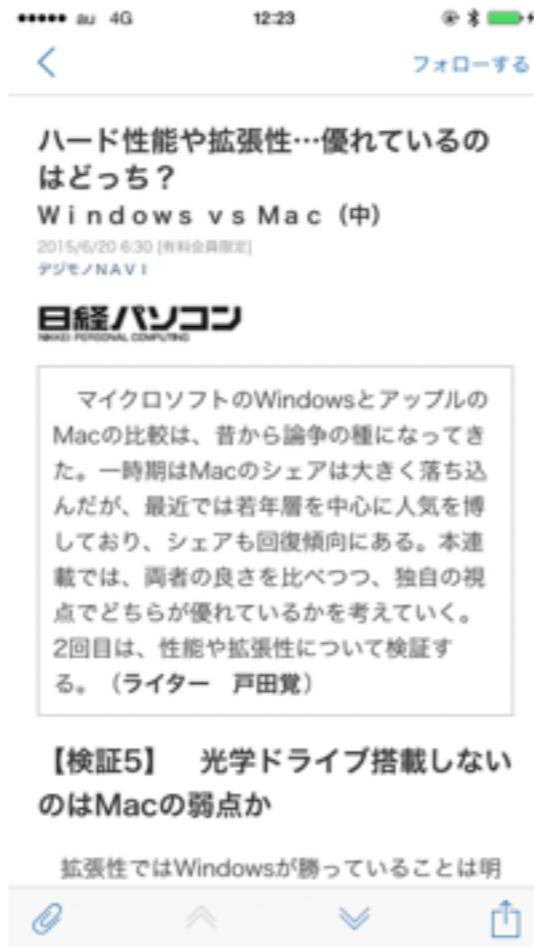 au 4G 12:23
フォローする
ハード性能や拡張性…優れているの
はどっち？
Ｗｉｎｄｏｗｓ ｖｓ Ｍａｃ（中）
2015/6/20 6:30 [有料会員限定]
デジモノＮＡＶＩ
日経パソコン
NIKKEI PERSONAL COMPUTING
マイクロソフトのWindowsとアップルの
Macの比較は、昔から論争の種になってき
た。一時期はMacのシェアは大きく落ち込
んだが、最近では若年層を中心に人気を博
しており、シェアも回復傾向にある。本連
載では、両者の良さを比べつつ、独自の視
点でどちらが優れているかを考えていく。
2回目は、性能や拡張性について検証す
る。（ライター　戸田覚）
【検証5】　光学ドライブ搭載しない
のはMacの弱点か
拡張性ではWindowsが勝っていることは明